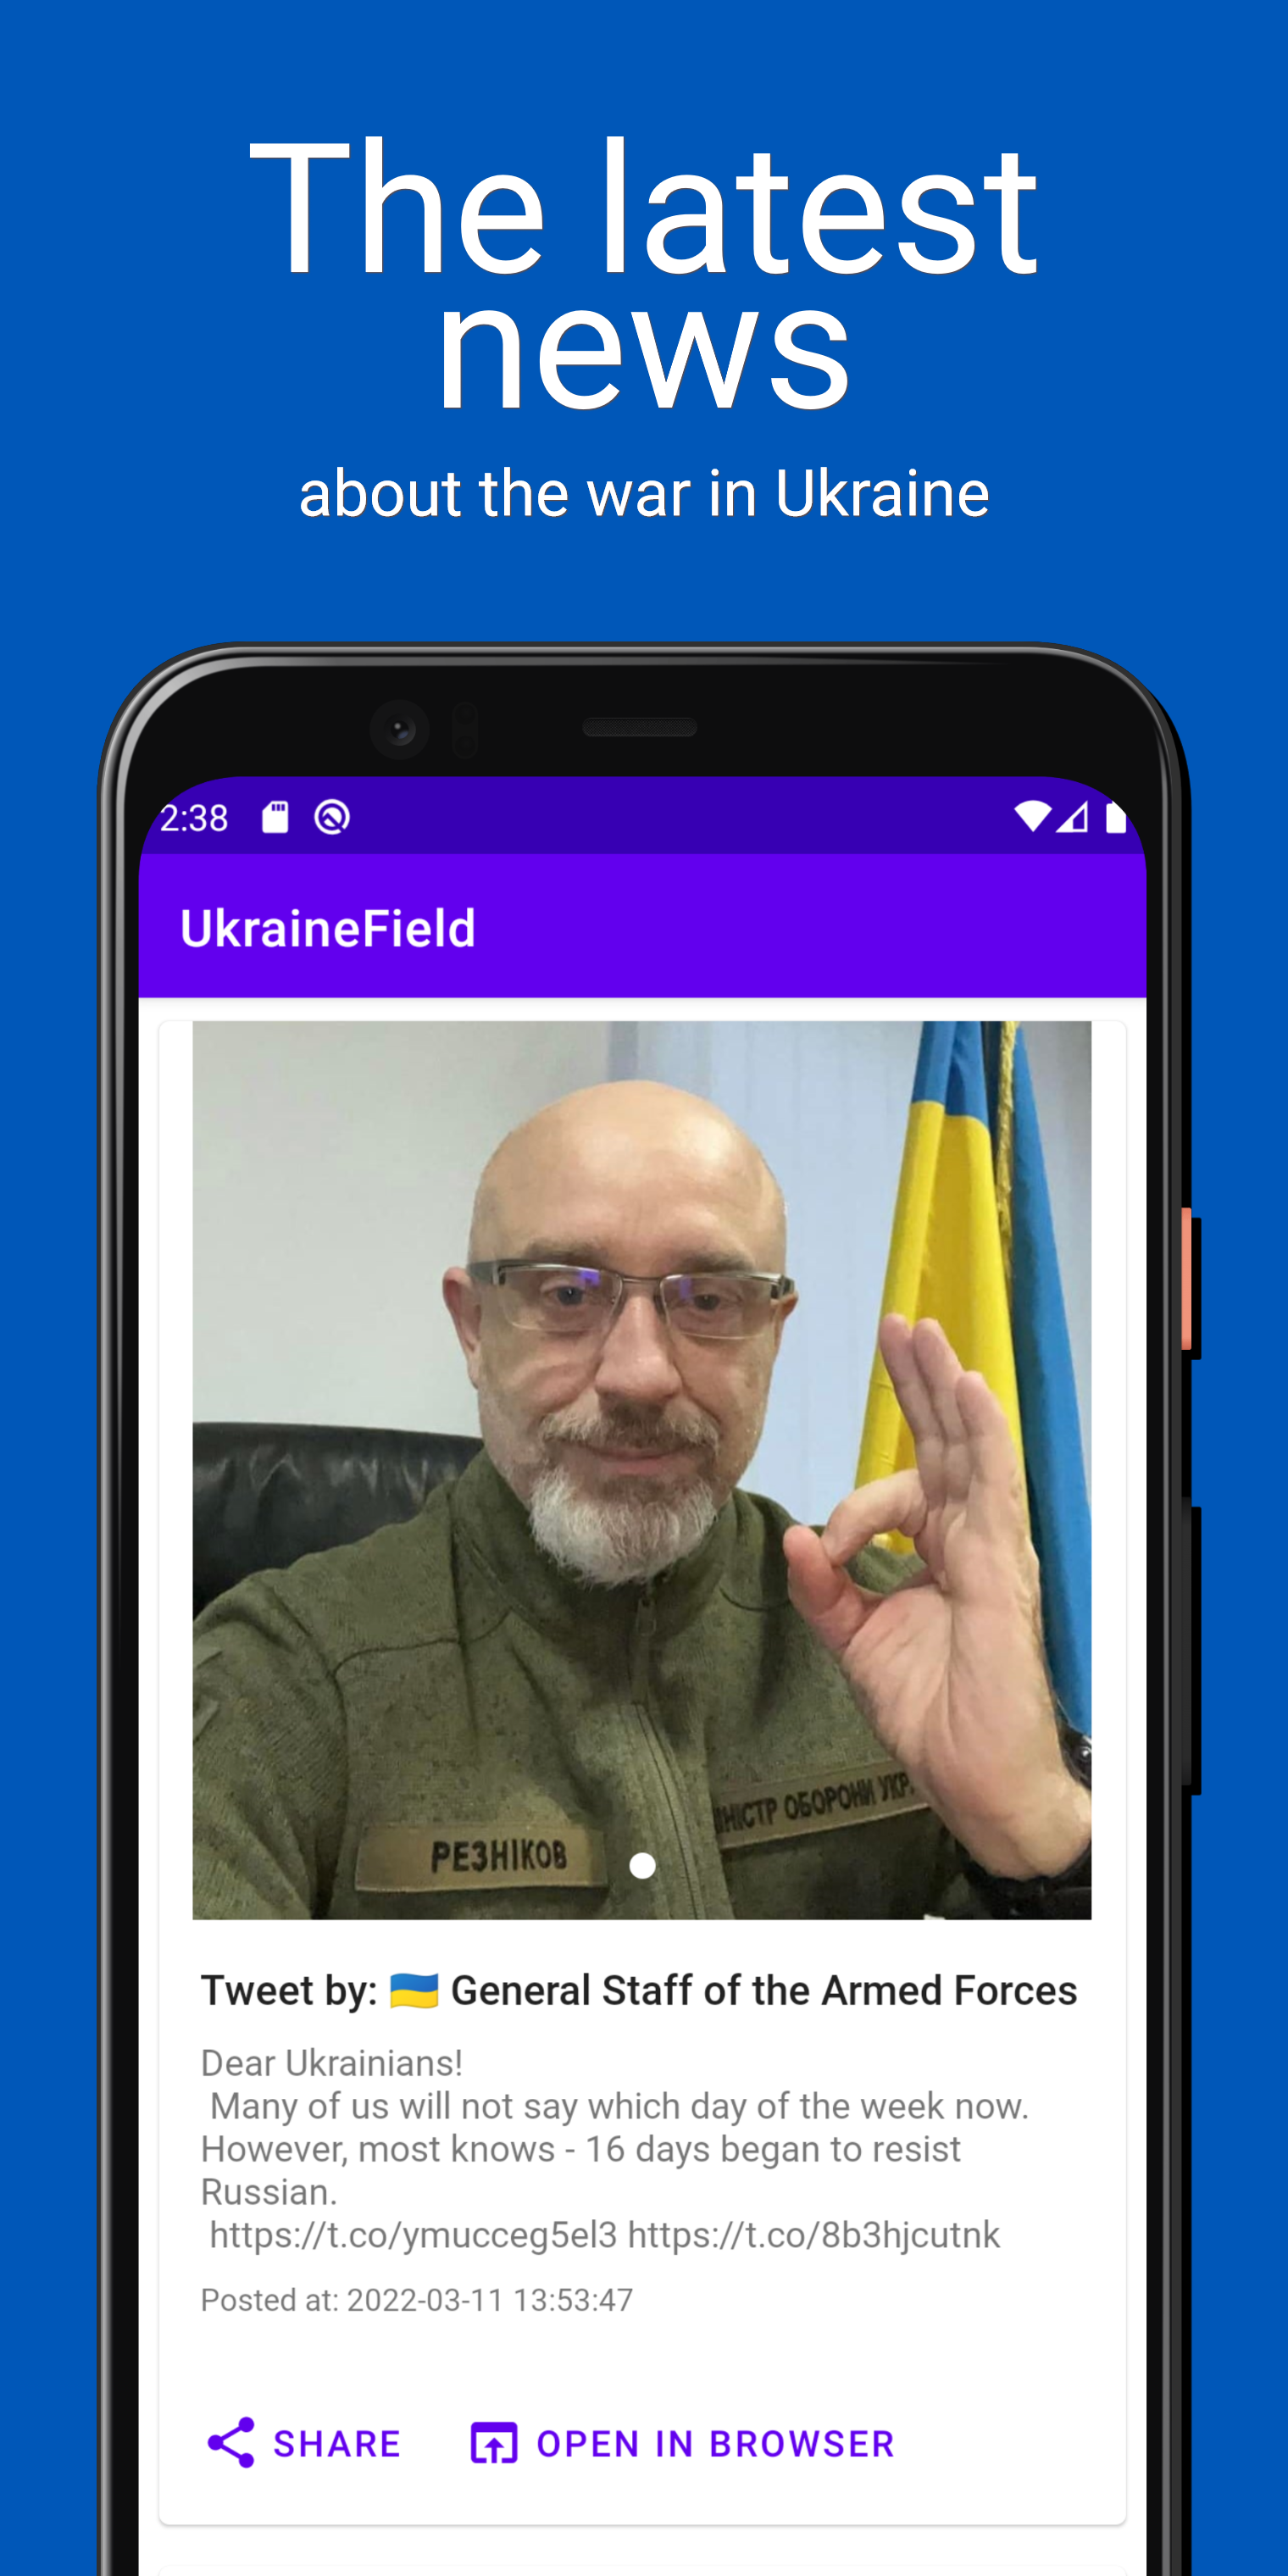 The latest
news
about the war in Ukraine
2:38
UkraineField
РЕЗНІКОВ
ОБОРОНИ
Tweet by: 🇺🇦 General Staff of the Armed Forces
Dear Ukrainians!
Many of us will not say which day of the week now.
However, most knows - 16 days began to resist
Russian.
https://t.co/ymucceg5el3 https://t.co/8b3hjcutnk
Posted at: 2022-03-11 13:53:47
SHARE OPEN IN BROWSER